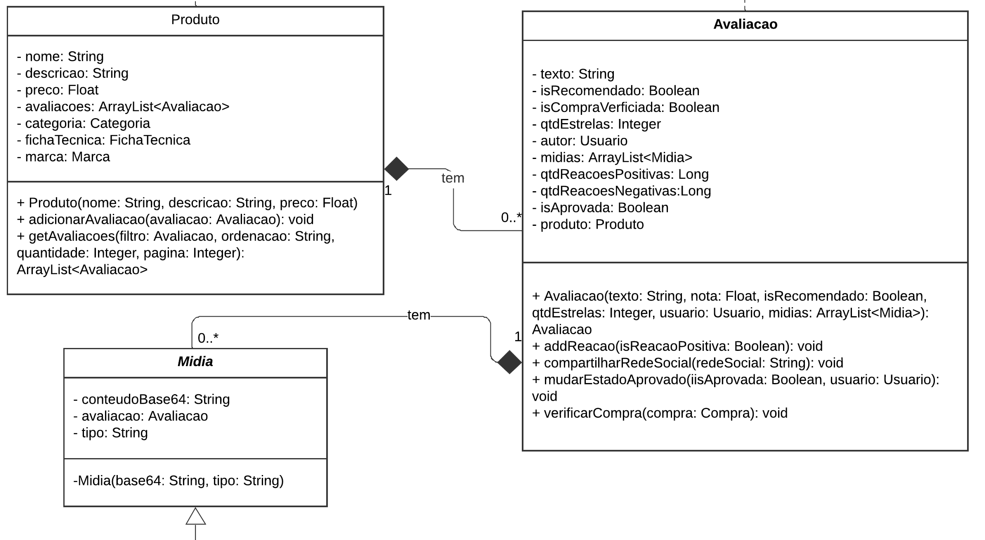 Produto
- nome: String
- descricao: String
- preco: Float
- avaliacoes: ArrayList<Avaliacao>
- categoria: Categoria
- fichaTecnica: FichaTecnica
- marca: Marca
+ Produto(nome: String, descricao: String, preco: Float)
+ adicionarAvaliacao(avaliacao: Avaliacao): void
+ getAvaliacoes(filtro: Avaliacao, ordenacao: String,
quantidade: Integer, pagina: Integer):
ArrayList<Avaliacao>
1
tem
0..*
Avaliacao
- texto: String
- isRecomendado: Boolean
- isCompraVerficiada: Boolean
- qtdEstrelas: Integer
- autor: Usuario
- midias: ArrayList<Midia>
- qtdReacoesPositivas: Long
- qtdReacoesNegativas:Long
- isAprovada: Boolean
- produto: Produto
+ Avaliacao(texto: String, nota: Float, isRecomendado: Boolean,
qtdEstrelas: Integer, usuario: Usuario, midias: ArrayList<Midia>):
Avaliacao
+ addReacao(isReacaoPositiva: Boolean): void
+ compartilharRedeSocial(redeSocial: String): void
+ mudarEstadoAprovado(iisAprovada: Boolean, usuario: Usuario):
void
+ verificarCompra(compra: Compra): void
tem
1
0..*
Midia
- conteudoBase64: String
- avaliacao: Avaliacao
- tipo: String
-Midia(base64: String, tipo: String)